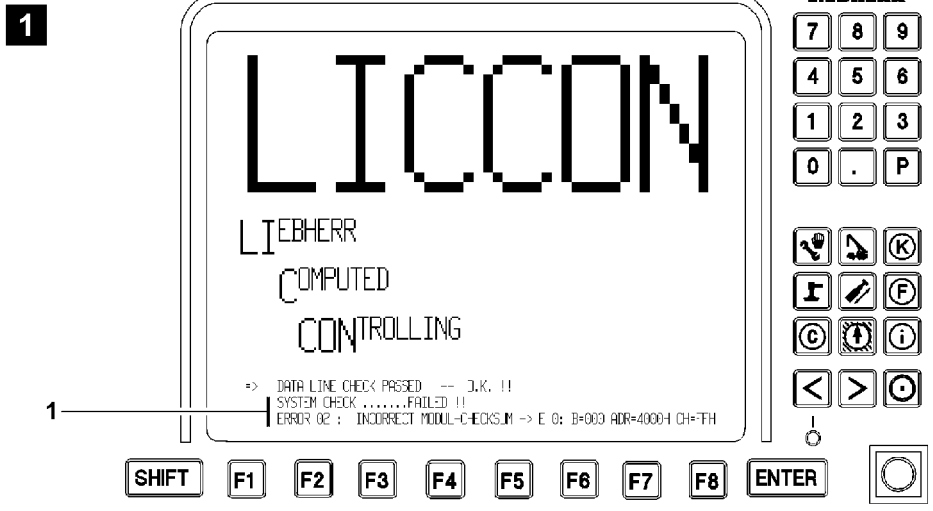 1
7 8 9
LICCON
4 5 6
1 2 3
0 . P
LIEBHERR
K
COMPUTED
F
CONTROLLING
C i
=> DATA LINE CHECK PASSED -- O.K. !!
< >
SYSTEM CHECK .......FAILED !!
1
ERROR 02 : INCORRECT MODUL-CHECKSUM -> E 0: B=000 ADR=4000H CH=FFH
SHIFT F1 F2 F3 F4 F5 F6 F7 F8 ENTER